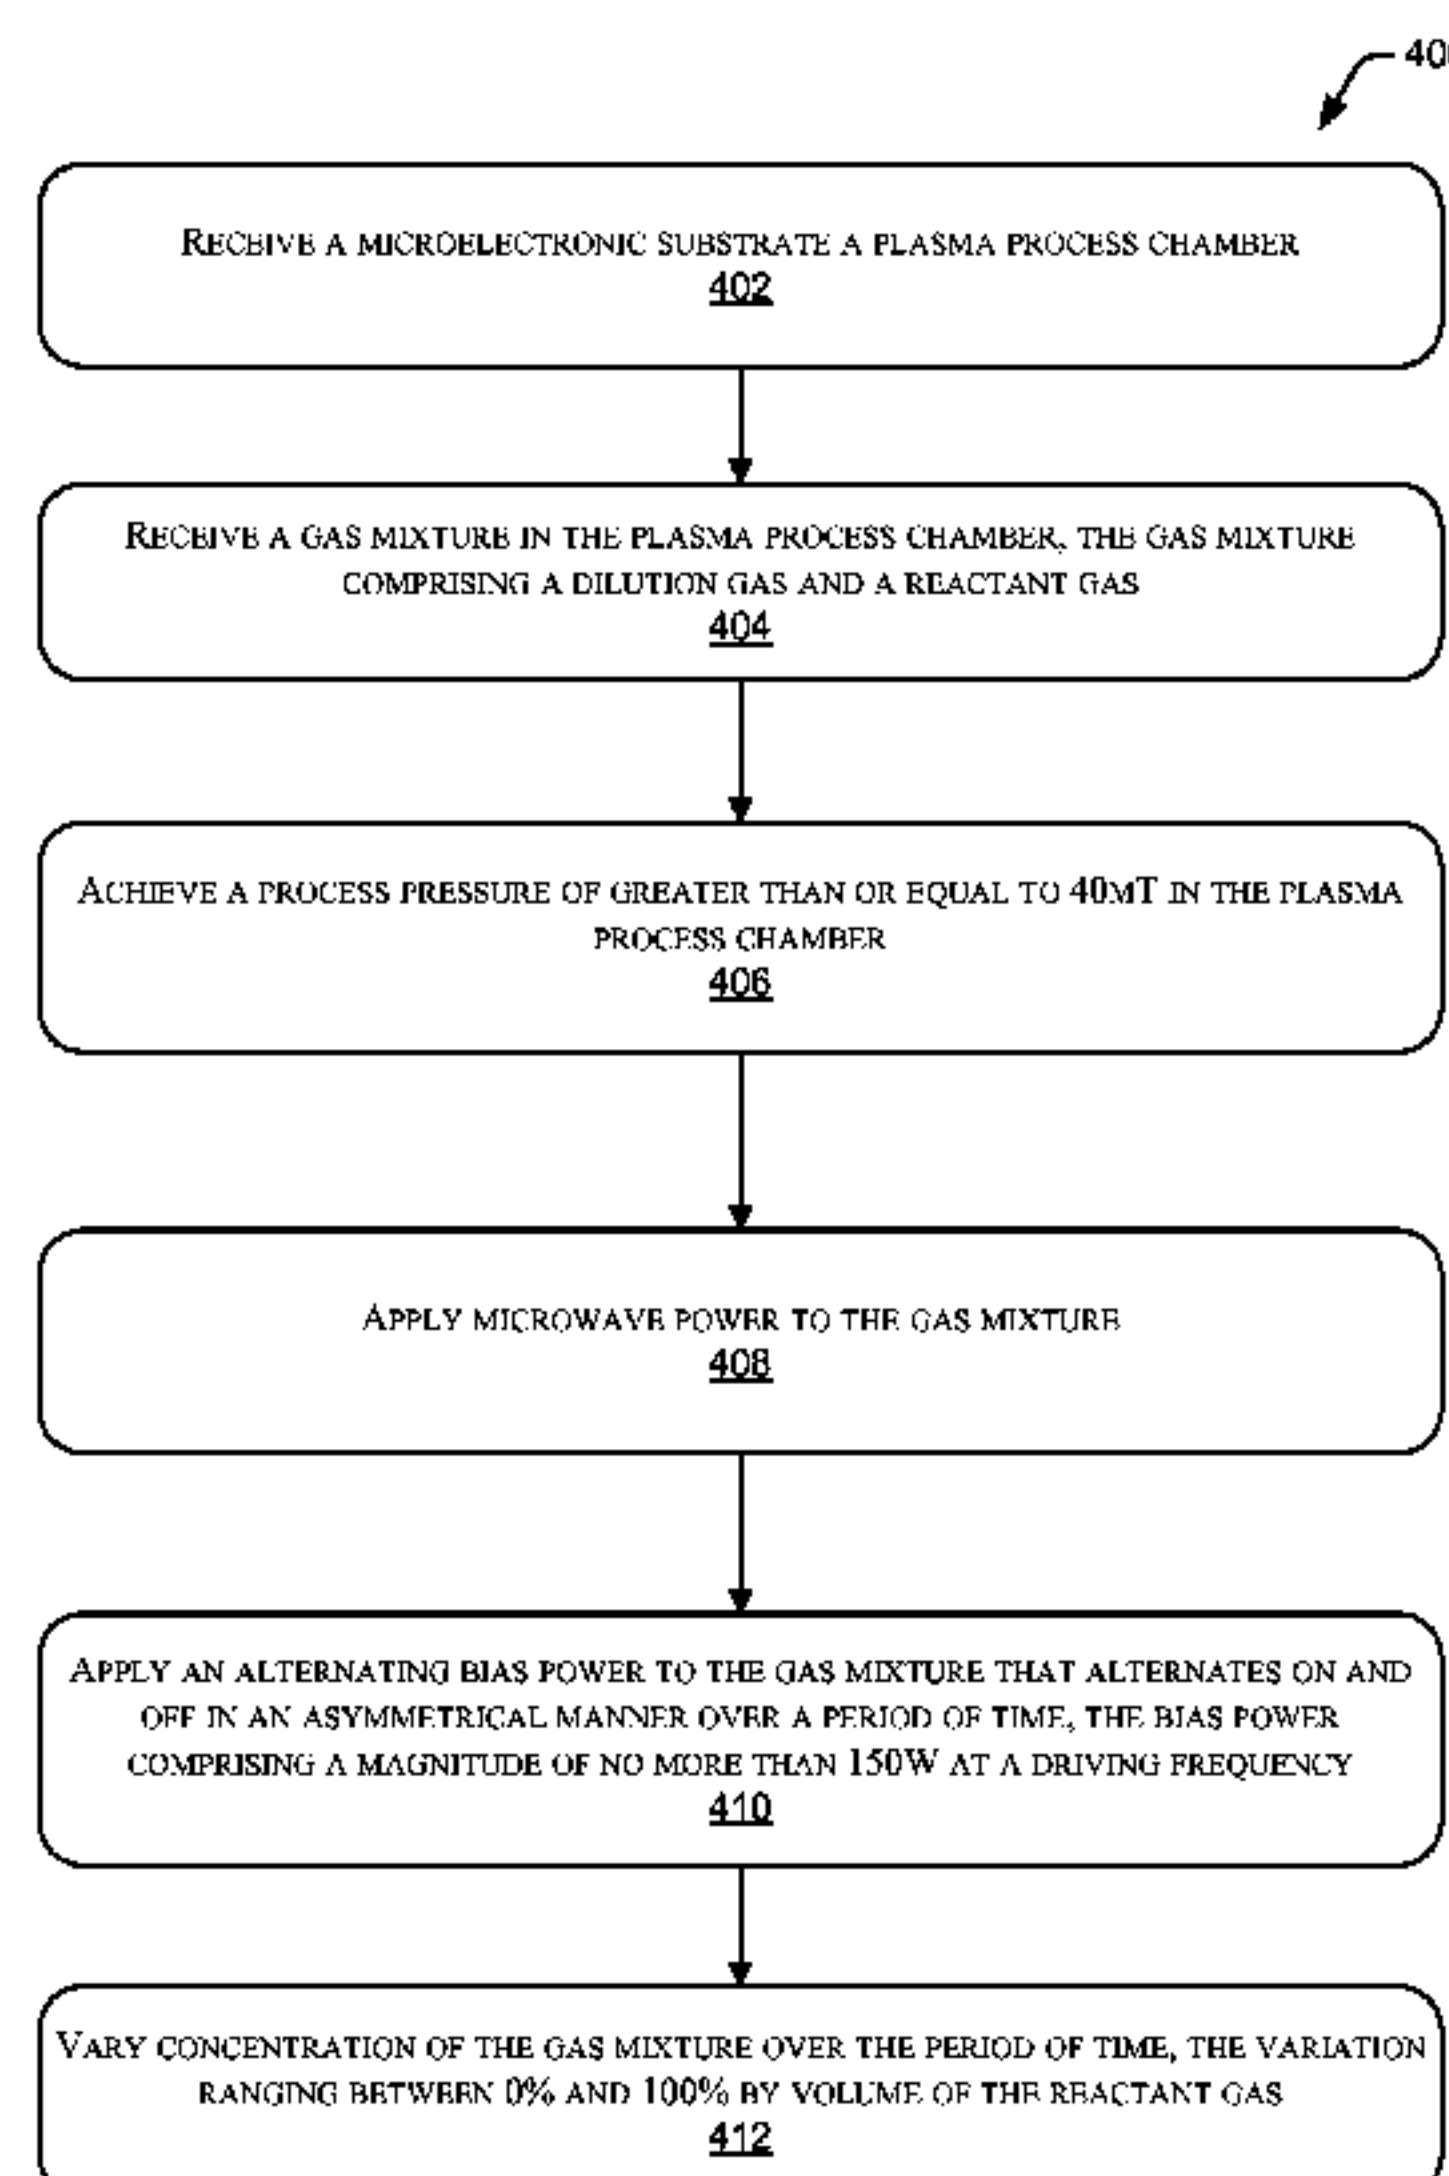 RECEIVE A MICROELECTRONIC SUBSTRATE A PLASMA PROCESS CHAMBER
402
RECEIVE A GAS MIXTURE IN THE PLASMA PROCESS CHAMBER, THE GAS MIXTURE
COMPRISING A DILUTION GAS AND A REACTANT GAS
404
ACHIEVE A PROCESS PRESSURE OF GREATER THAN OR EQUAL TO 40MT IN THE PLASMA
PROCESS CHAMBER
406
APPLY MICROWAVE POWER TO THE GAS MIXTURE
408
APPLY AN ALTERNATING BIAS POWER TO THE GAS MIXTURE THAT ALTERNATES ON AND
OFF IN AN ASYMMETRICAL MANNER OVER A PERIOD OF TIME, THE BIAS POWER
COMPRISING A MAGNITUDE OF NO MORE THAN 150W AT A DRIVING FREQUENCY
410
VARY CONCENTRATION OF THE GAS MIXTURE OVER THE PERIOD OF TIME, THE VARIATION
RANGING BETWEEN 0% AND 100% BY VOLUME OF THE REACTANT GAS
412